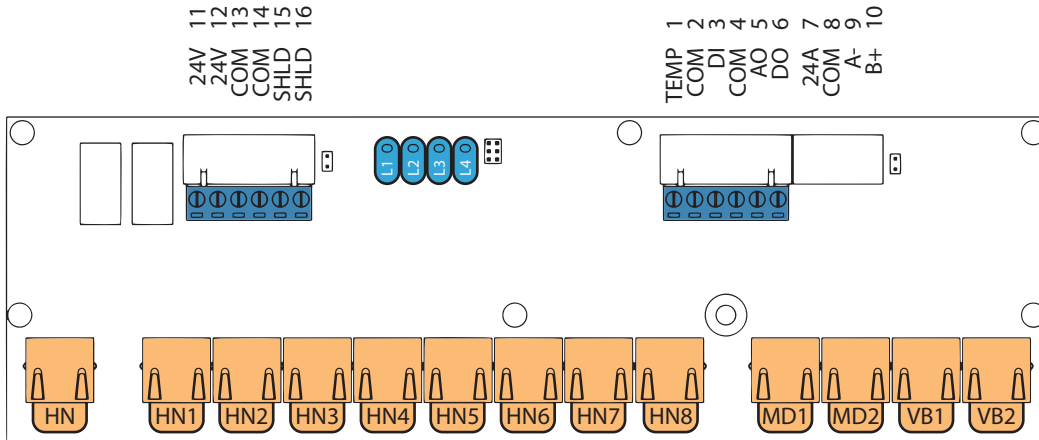 11 12 13 14 15 16
24V 24V COM COM SHLD SHLD
1 2 3 4 5 6 7 8 9 10
TEMP COM DI COM AO DO 24A COM A- B+
L1 L2 L3 L4
HN HN1 HN2 HN3 HN4 HN5 HN6 HN7 HN8 MD1 MD2 VB1 VB2